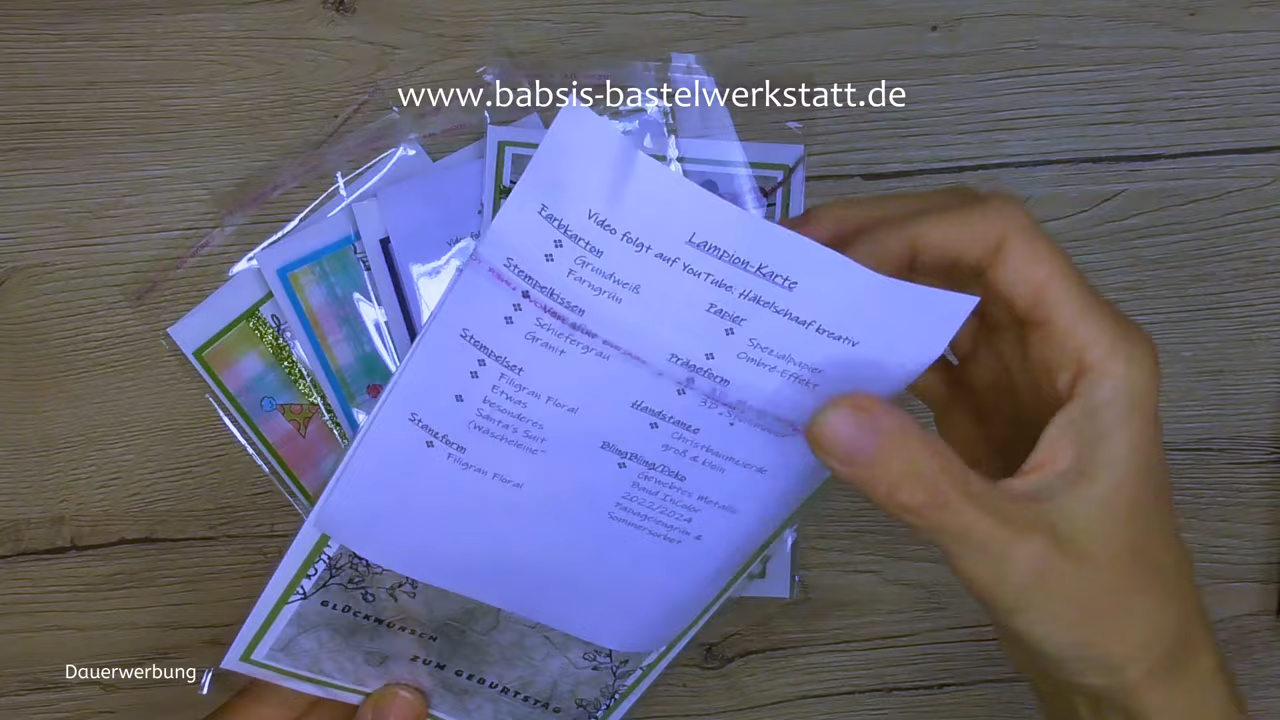 www.babsis-bastelwerkstatt.de
Lampion-Karte
Video folgt auf YouTube: Häkelschaaf kreativ
Farbkarton
Grundweiß
Farngrün
Stempelkissen
Schiefergrau
Granit
Stempelset
Filigran Floral
Etwas
besonderes
Santa's Suit
(Wäscheleine"
Stanzform
Filigran Floral
Papier
Spezialpapier
Ombré-Effekt
Prägeform
3D
Handstanze
Christbaumzierde
groß & klein
BlingBling/Deko
Gewebtes Metallic
Band InColor
2022/2024
Papageiengrün &
Sommersorbet
GLÜCKWUNSCH
ZUM GEBURTSTAG
Dauerwerbung